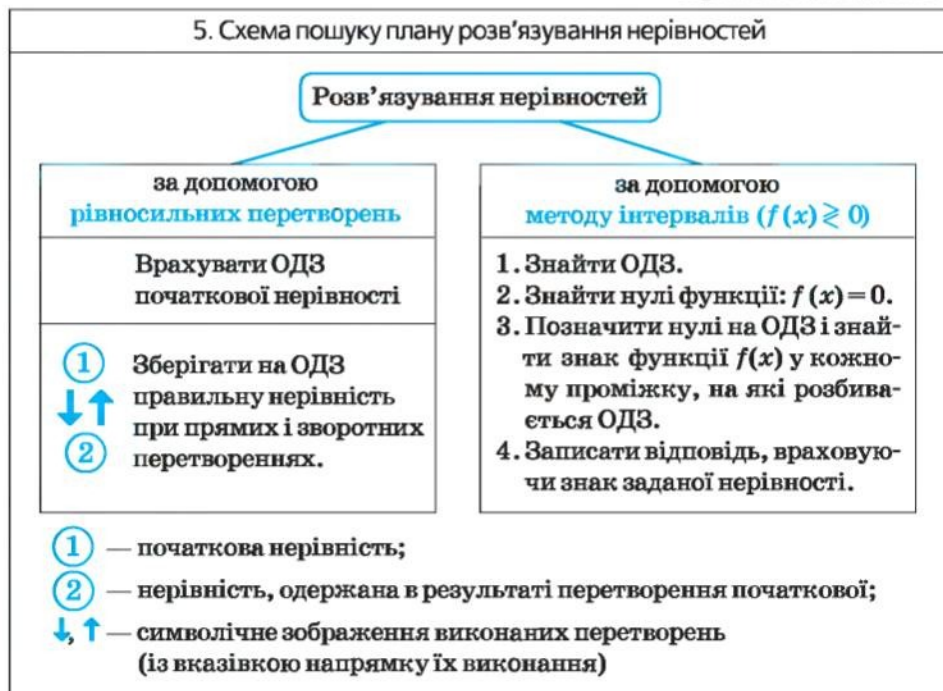 5. Схема пошуку плану розв'язування нерівностей
Розв'язування нерівностей
за допомогою
рівносильних перетворень
Врахувати ОДЗ
початкової нерівності
1
2
Зберігати на ОДЗ
правильну нерівність
при прямих і зворотних
перетвореннях.
за допомогою
методу інтервалів (f(x) ≷ 0)
1. Знайти ОДЗ.
2. Знайти нулі функції: f(x) = 0.
3. Позначити нулі на ОДЗ і знай-
ти знак функції f(x) у кожно-
му проміжку, на які розбива-
ється ОДЗ.
4. Записати відповідь, враховую-
чи знак заданої нерівності.
1 — початкова нерівність;
2 — нерівність, одержана в результаті перетворення початкової;
↓, ↑ — символічне зображення виконаних перетворень
(із вказівкою напрямку їх виконання)